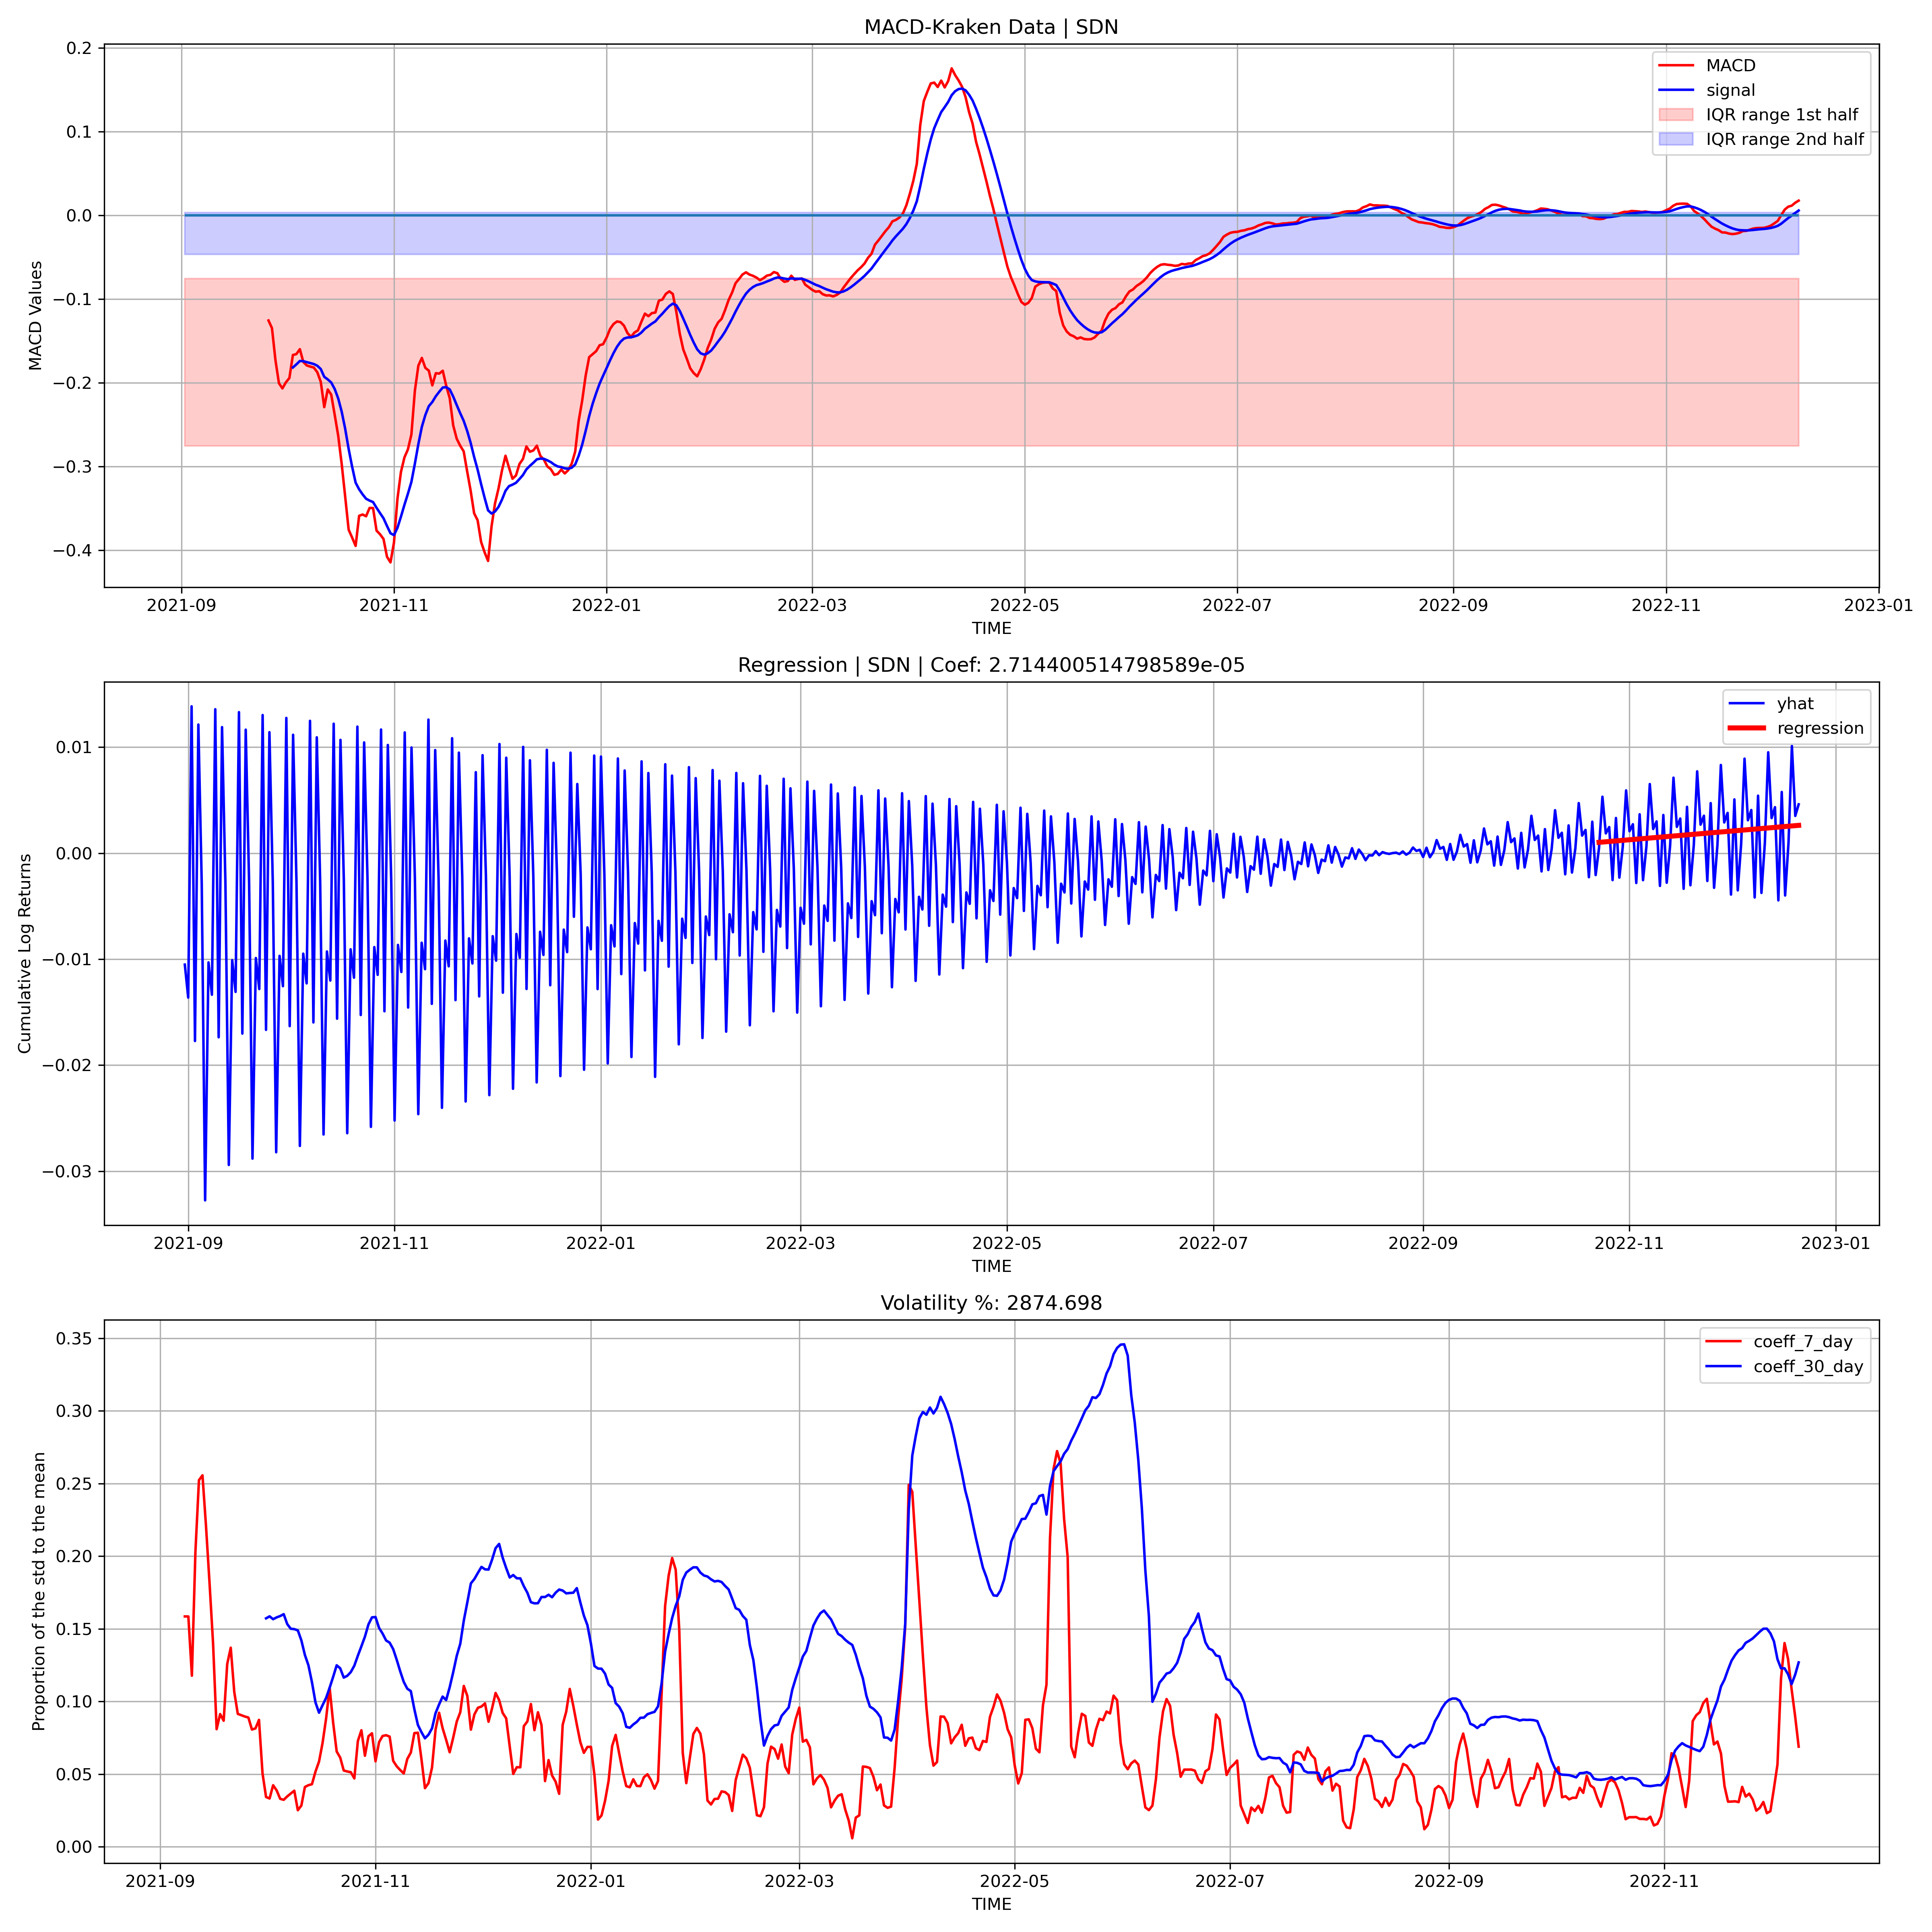 MACD-Kraken Data | SDN
0.2
0.1
0.0
−0.1
−0.2
−0.3
−0.4
MACD Values
MACD
signal
IQR range 1st half
IQR range 2nd half
2021-09 2021-11 2022-01 2022-03 2022-05 2022-07 2022-09 2022-11 2023-01
TIME
Regression | SDN | Coef: 2.714400514798589e-05
0.01
0.00
−0.01
−0.02
−0.03
Cumulative Log Returns
yhat
regression
2021-09 2021-11 2022-01 2022-03 2022-05 2022-07 2022-09 2022-11 2023-01
TIME
Volatility %: 2874.698
0.35
0.30
0.25
0.20
0.15
0.10
0.05
0.00
Proportion of the std to the mean
coeff_7_day
coeff_30_day
2021-09 2021-11 2022-01 2022-03 2022-05 2022-07 2022-09 2022-11
TIME